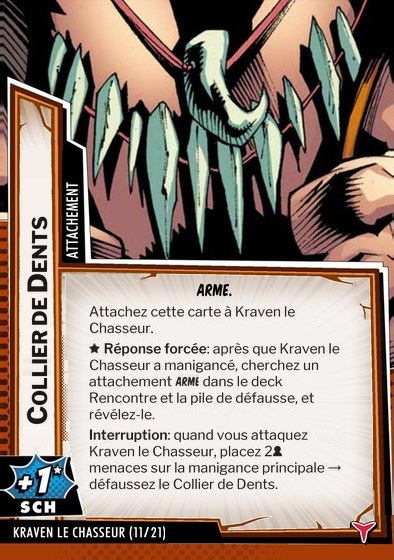 ATTACHEMENT
COLLIER DE DENTS
ARME.
Attachez cette carte à Kraven le
Chasseur.
★ Réponse forcée: après que Kraven le
Chasseur a manigancé, cherchez un
attachement ARME dans le deck
Rencontre et la pile de défausse, et
révélez-le.
Interruption: quand vous attaquez
Kraven le Chasseur, placez 2
menaces sur la manigance principale →
défaussez le Collier de Dents.
+1★
SCH
KRAVEN LE CHASSEUR (11/21)